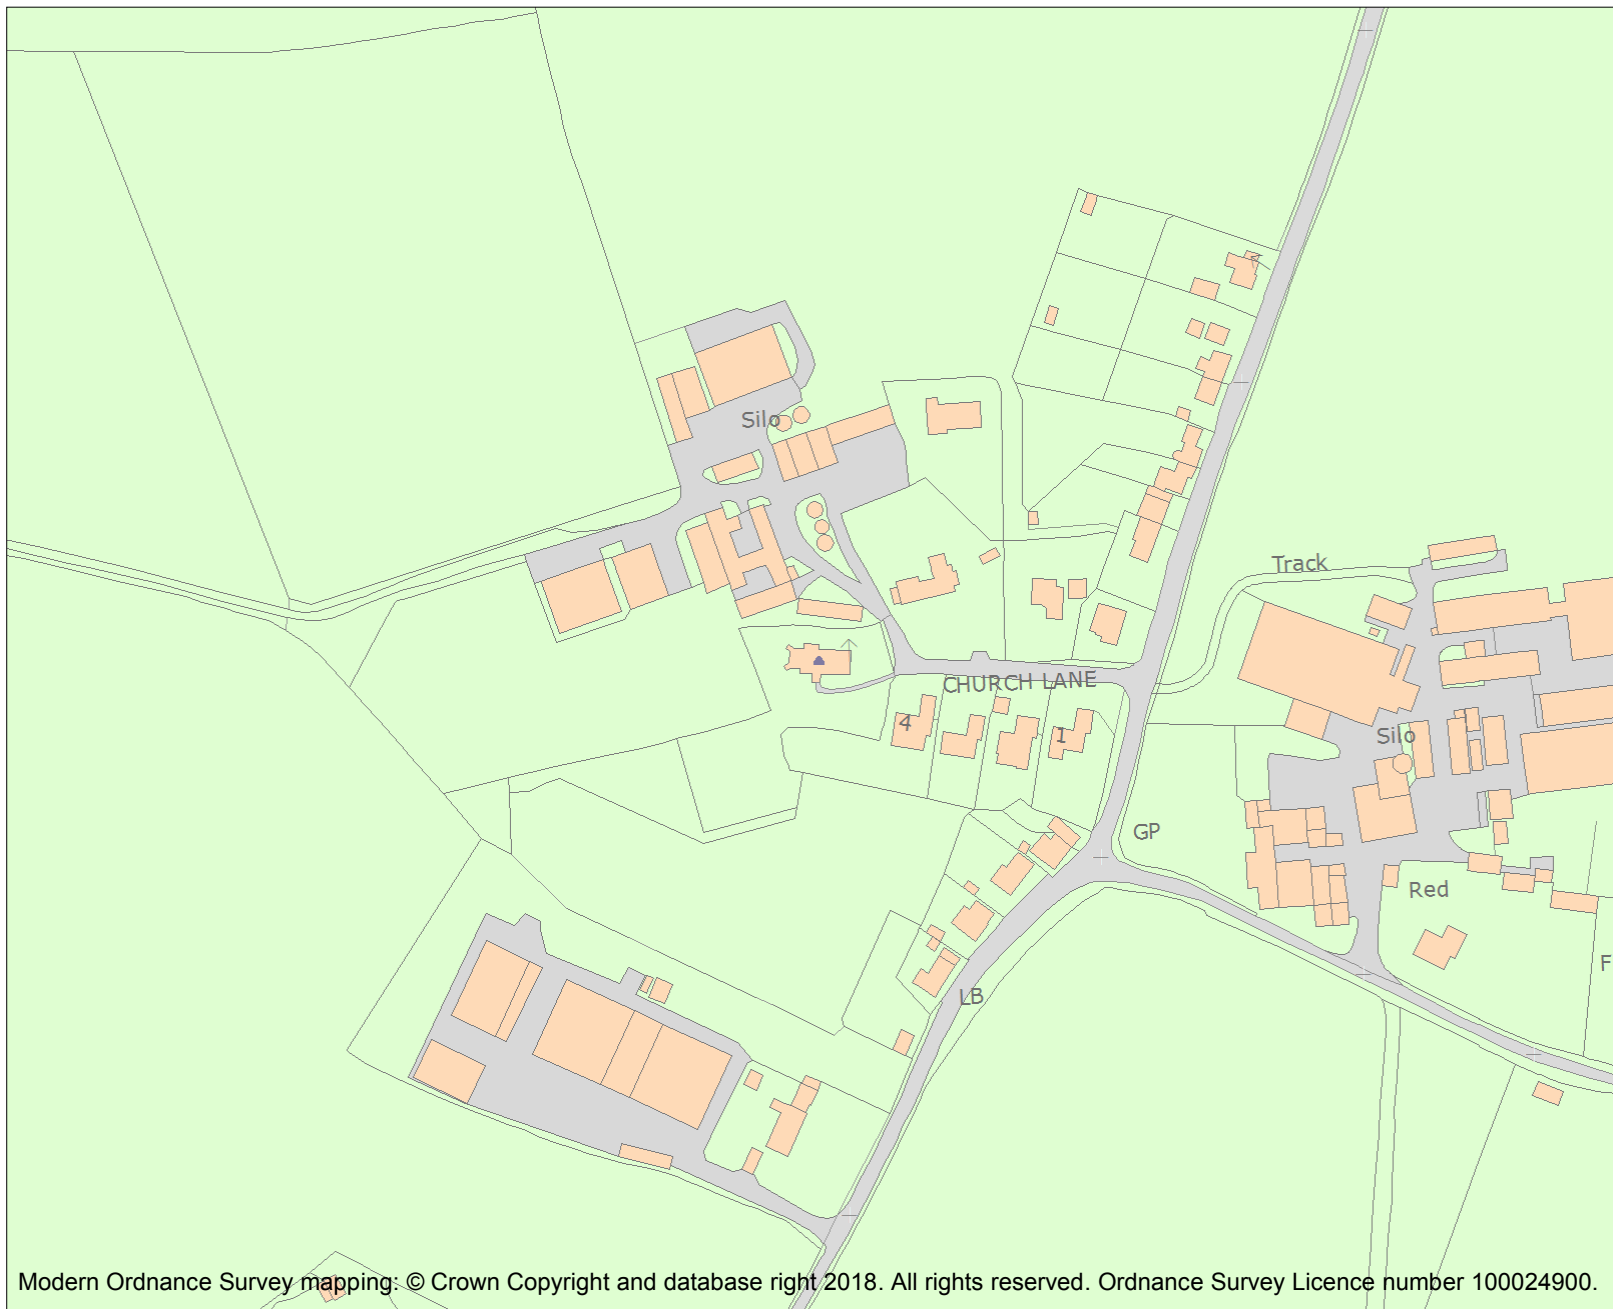 Silo
Track
CHURCH LANE
4
1
Silo
GP
Red
F
LB
Modern Ordnance Survey mapping: © Crown Copyright and database right 2018. All rights reserved. Ordnance Survey Licence number 100024900.